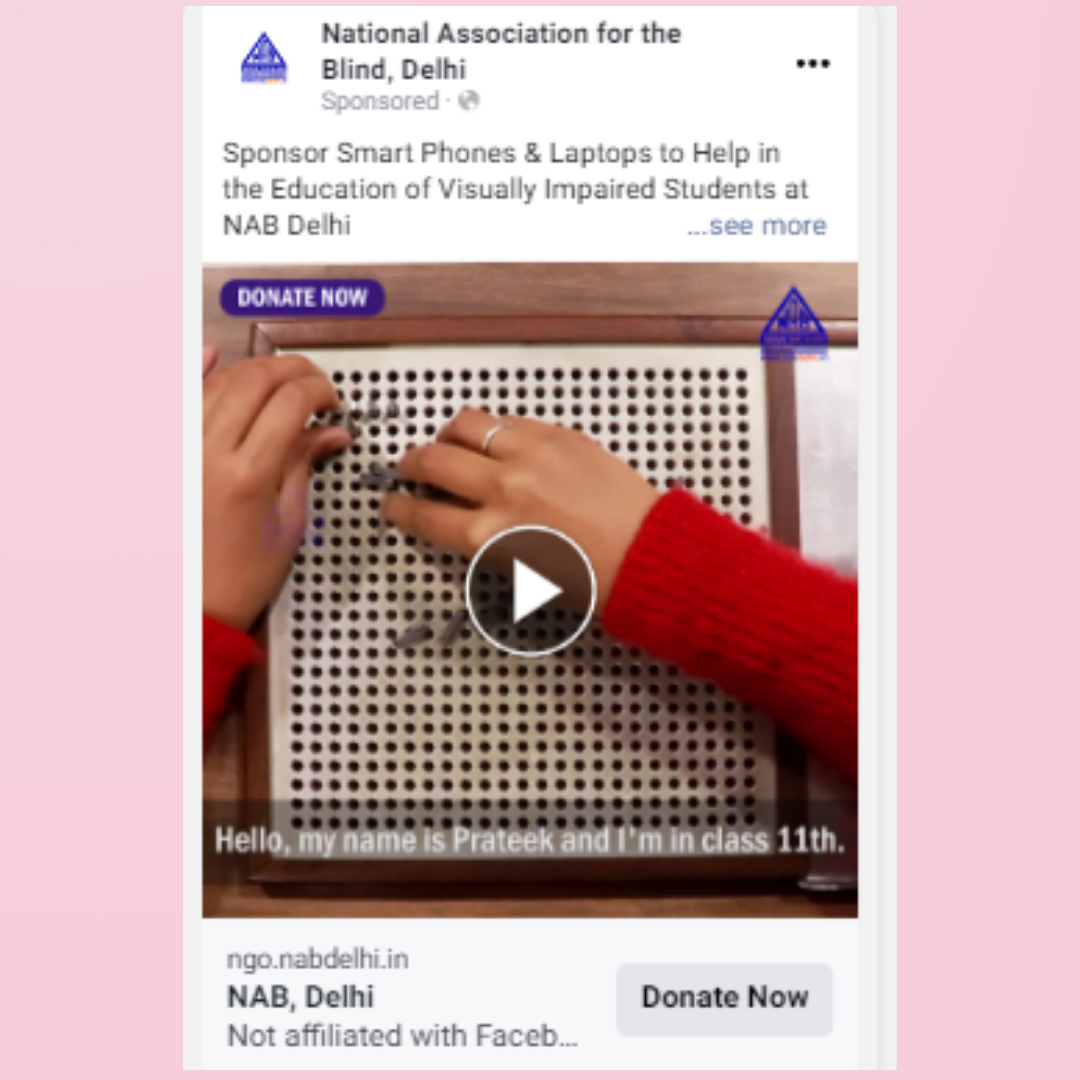 National Association for the
Blind, Delhi
Sponsored ·
Sponsor Smart Phones & Laptops to Help in
the Education of Visually Impaired Students at
NAB Delhi ...see more
DONATE NOW
Hello, my name is Prateek and I'm in class 11th.
ngo.nabdelhi.in
NAB, Delhi
Not affiliated with Faceb...
Donate Now